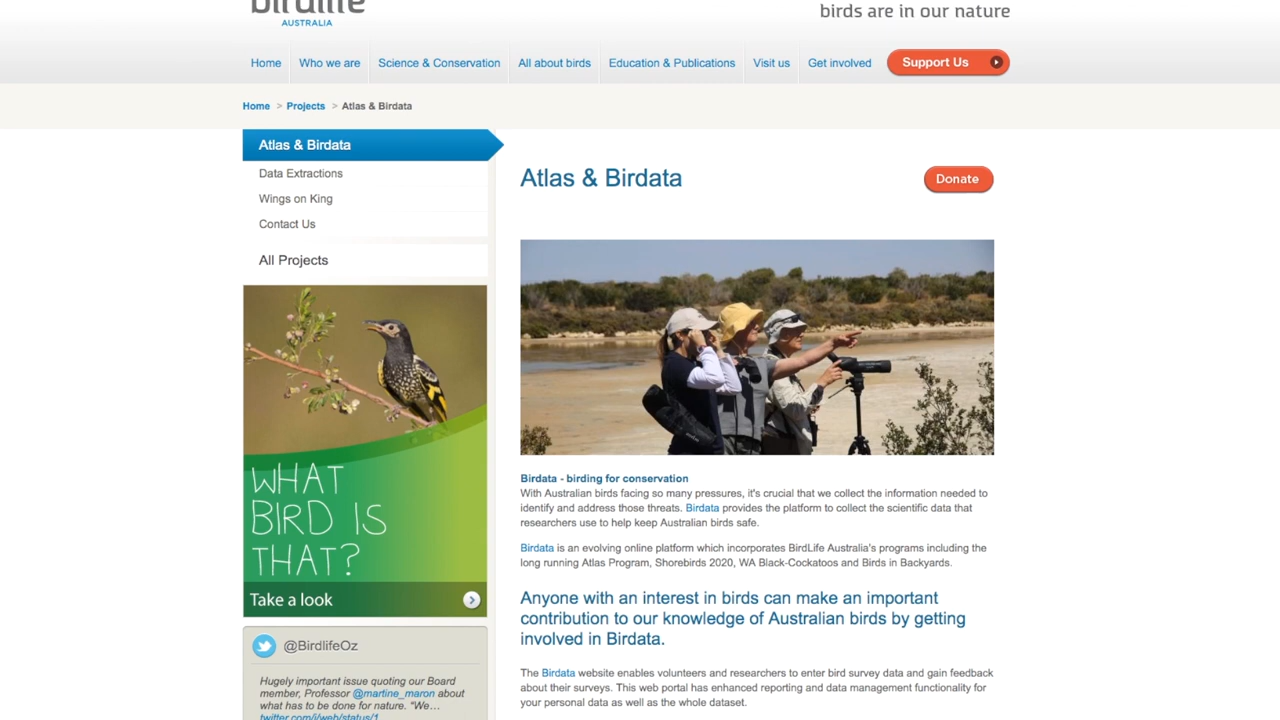 birdlife
AUSTRALIA
birds are in our nature
Home
Who we are
Science & Conservation
All about birds
Education & Publications
Visit us
Get involved
Support Us
Home > Projects > Atlas & Birdata
Atlas & Birdata
Data Extractions
Wings on King
Contact Us
All Projects
WHAT
BIRD IS
THAT?
Take a look
@BirdlifeOz
Hugely important issue quoting our Board
member, Professor @martine_maron about
what has to be done for nature. "We…
twitter.com/i/web/status/1
Atlas & Birdata
Donate
Birdata - birding for conservation
With Australian birds facing so many pressures, it's crucial that we collect the information needed to
identify and address those threats. Birdata provides the platform to collect the scientific data that
researchers use to help keep Australian birds safe.
Birdata is an evolving online platform which incorporates BirdLife Australia's programs including the
long running Atlas Program, Shorebirds 2020, WA Black-Cockatoos and Birds in Backyards.
Anyone with an interest in birds can make an important
contribution to our knowledge of Australian birds by getting
involved in Birdata.
The Birdata website enables volunteers and researchers to enter bird survey data and gain feedback
about their surveys. This web portal has enhanced reporting and data management functionality for
your personal data as well as the whole dataset.